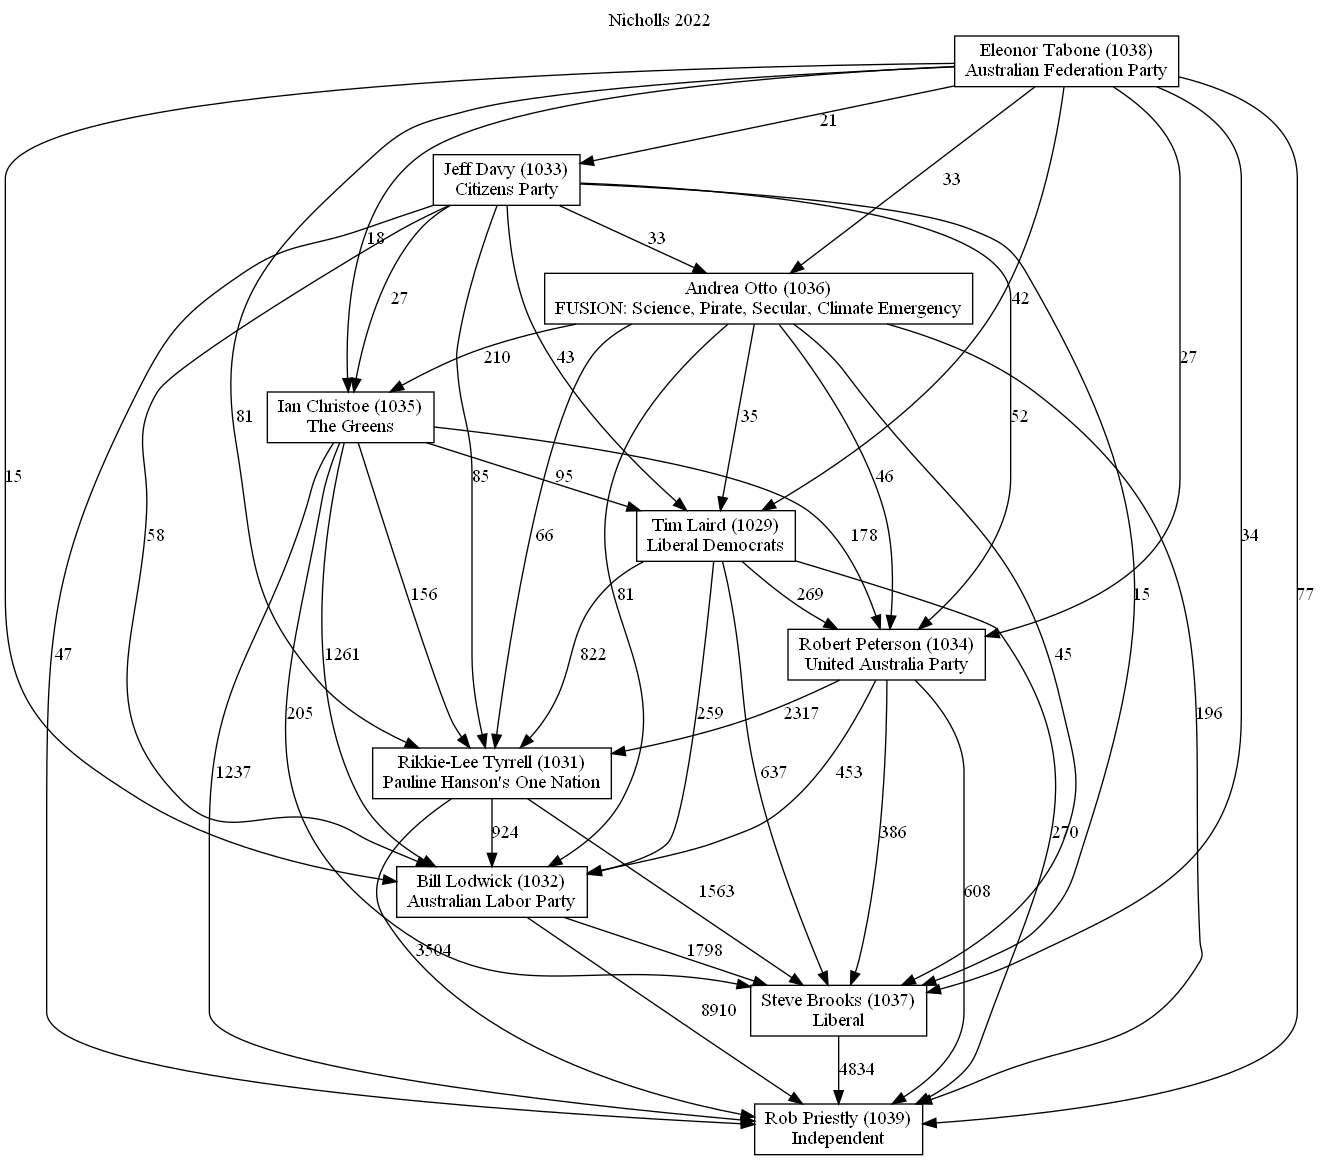 Nicholls 2022
Eleonor Tabone (1038)
Australian Federation Party
21
Jeff Davy (1033)
Citizens Party
33
18
33
Andrea Otto (1036)
FUSION: Science, Pirate, Secular, Climate Emergency
27
42
210
43
27
Ian Christoe (1035)
The Greens
81
35
52
15
85
95
46
Tim Laird (1029)
Liberal Democrats
58
66
178
34
156
81
269
15
77
Robert Peterson (1034)
United Australia Party
47
1261
822
45
205
259
2317
196
Rikkie-Lee Tyrrell (1031)
Pauline Hanson's One Nation
1237
637
453
924
386
270
Bill Lodwick (1032)
Australian Labor Party
1563
608
3504
1798
Steve Brooks (1037)
Liberal
8910
4834
Rob Priestly (1039)
Independent